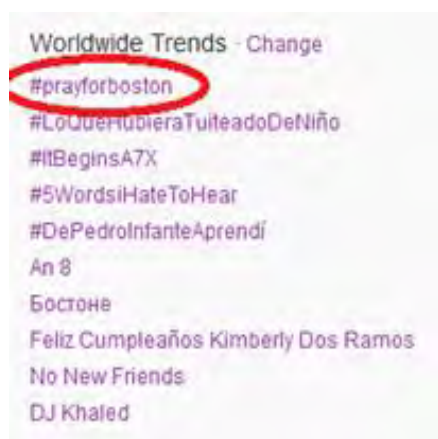 Worldwide Trends · Change
#prayforboston
#LoQueHubieraTuiteadoDeNiño
#ItBeginsA7X
#5WordsiHateToHear
#DePedroInfanteAprendí
An 8
Бостоне
Feliz Cumpleaños Kimberly Dos Ramos
No New Friends
DJ Khaled